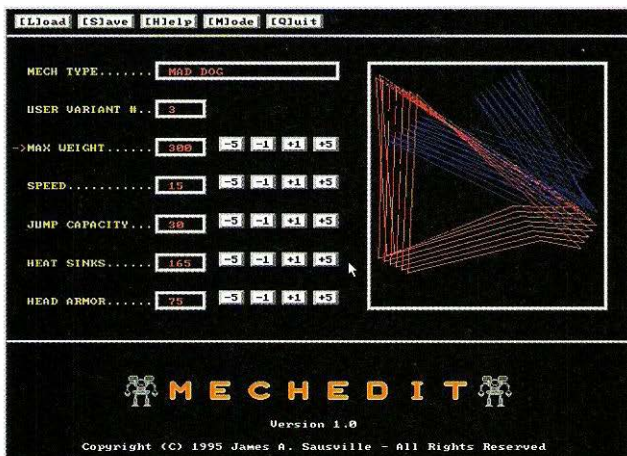 [L]oad [S]ave [H]elp [M]ode [Q]uit
MECH TYPE....... MAD DOG
USER VARIANT #.. 3
->MAX WEIGHT...... 300 -5 -1 +1 +5
SPEED........... 15 -5 -1 +1 +5
JUMP CAPACITY... 30 -5 -1 +1 +5
HEAT SINKS...... 165 -5 -1 +1 +5
HEAD ARMOR...... 75 -5 -1 +1 +5
MECHEDIT
Version 1.0
Copyright (C) 1995 James A. Sausville - All Rights Reserved